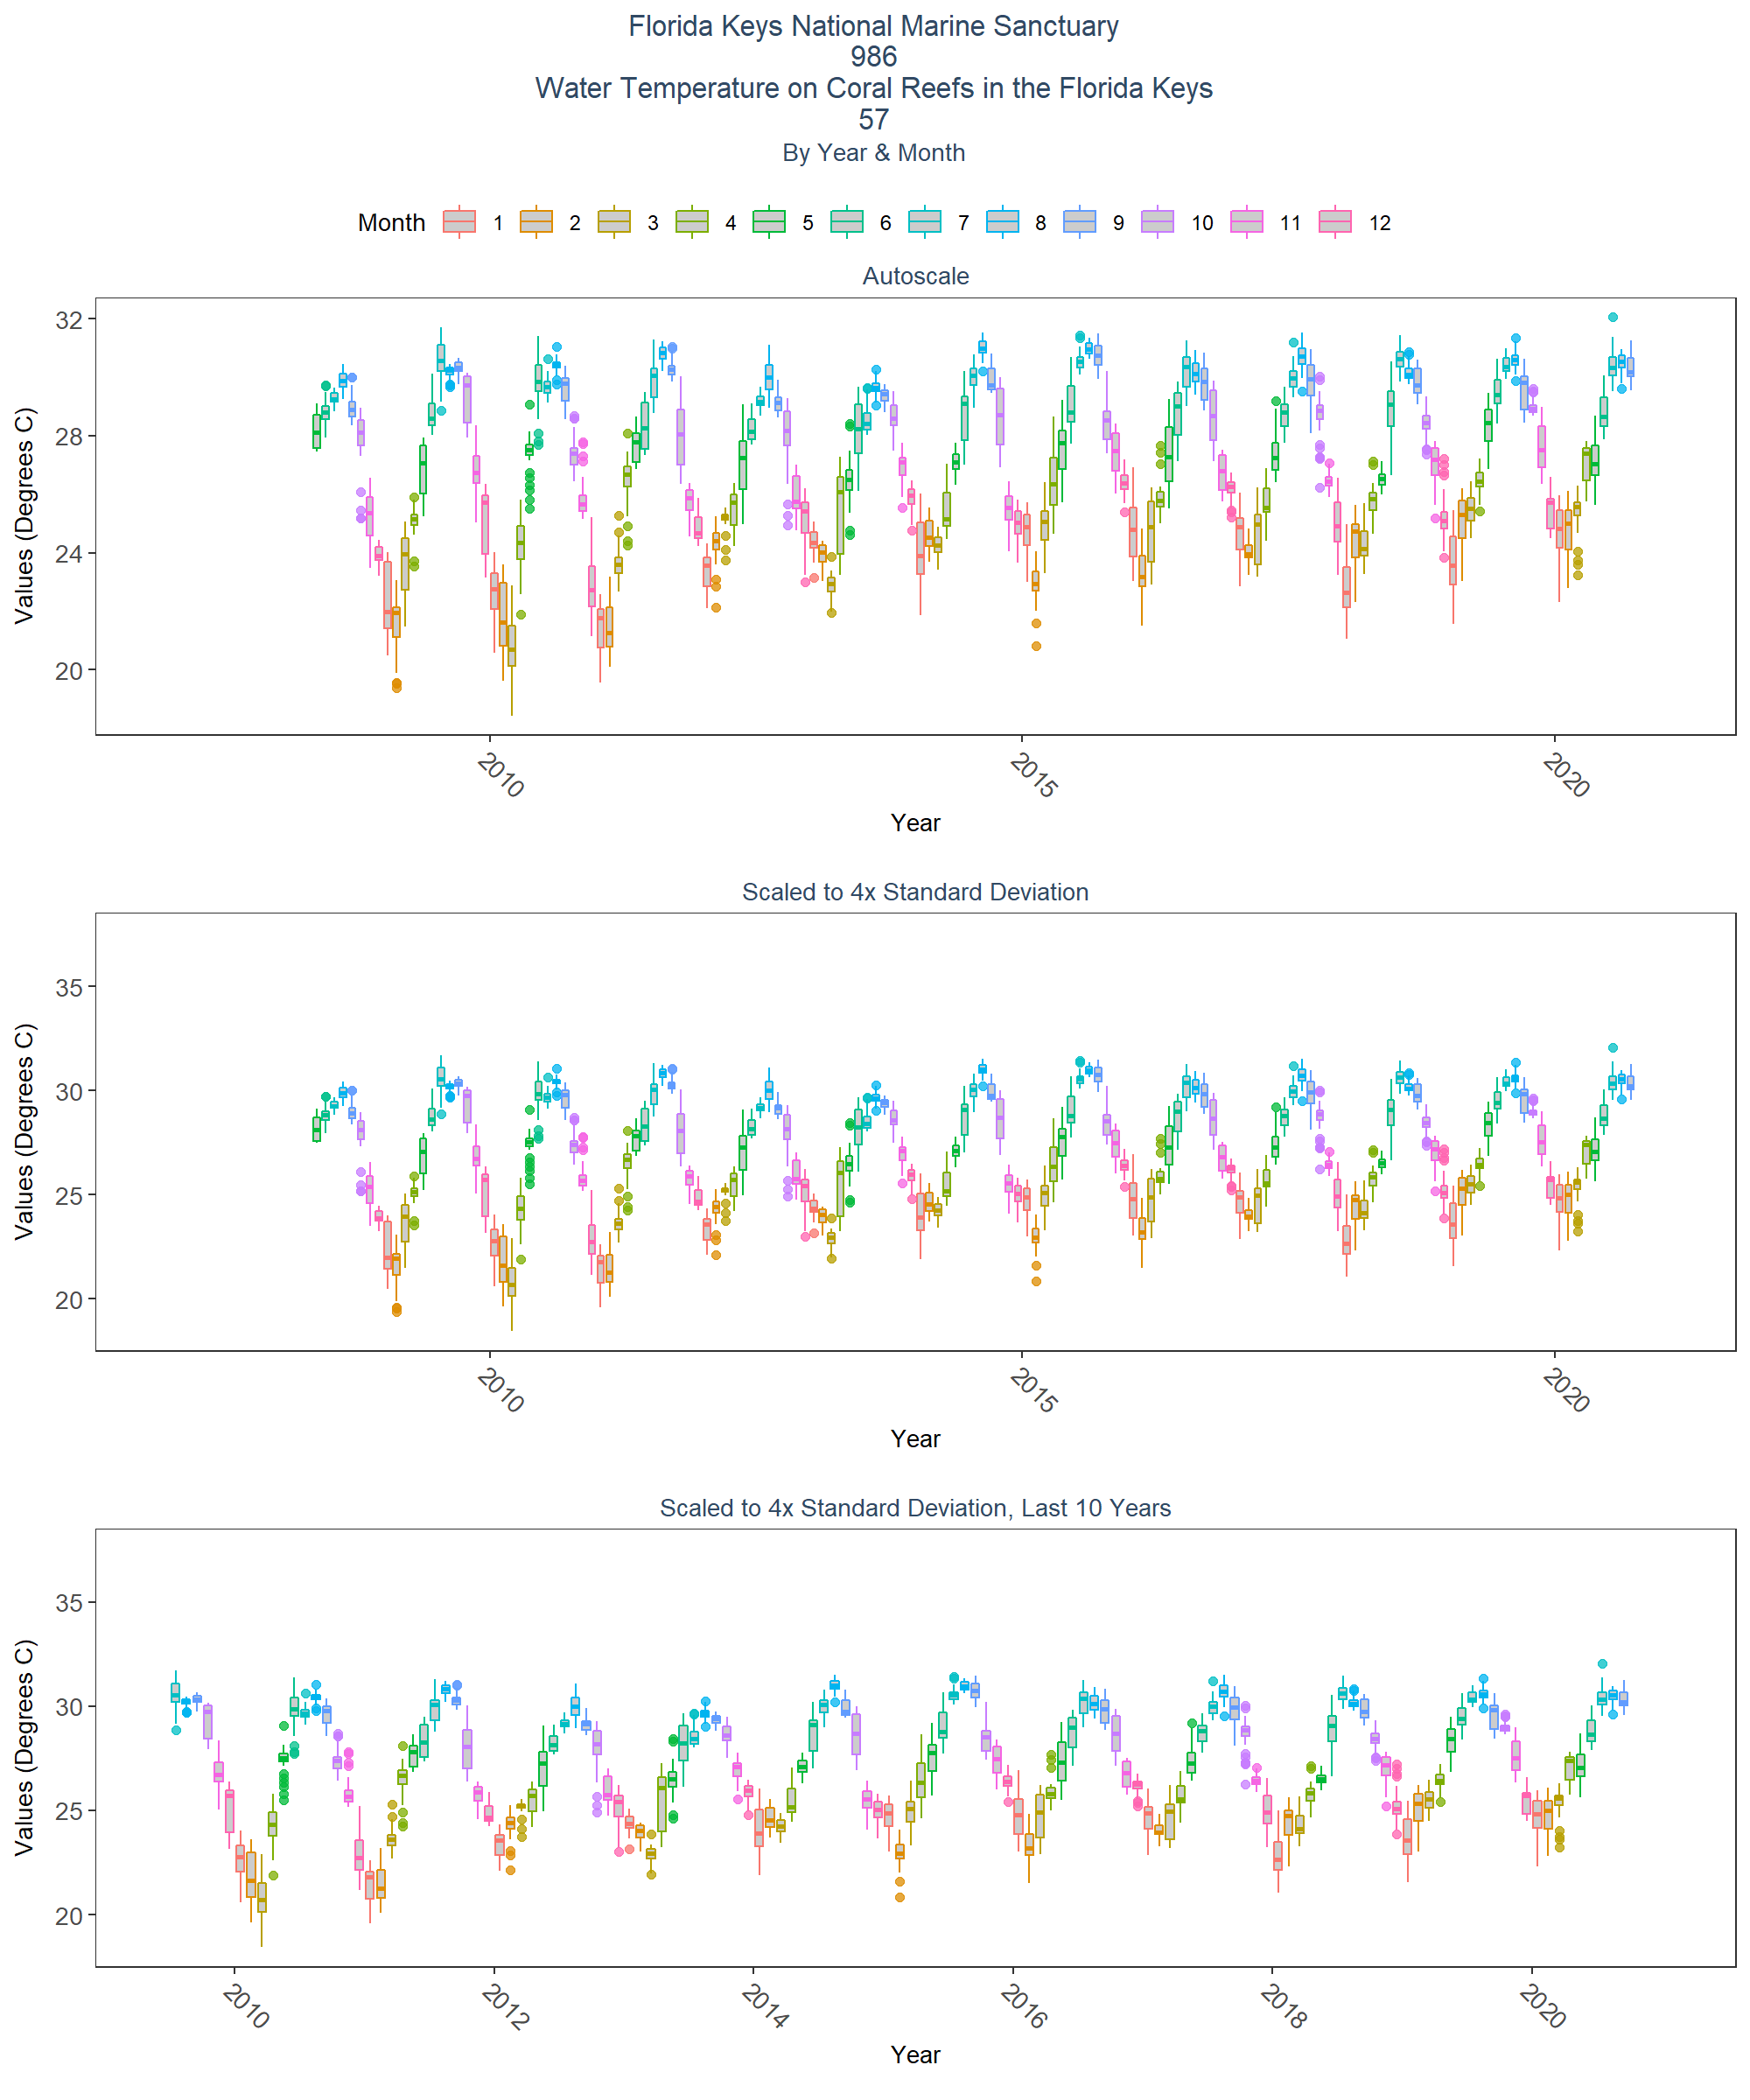 Florida Keys National Marine Sanctuary
986
Water Temperature on Coral Reefs in the Florida Keys
57
By Year & Month
Month 1 2 3 4 5 6 7 8 9 10 11 12
Autoscale
Values (Degrees C)
32
28
24
20
2010 2015 2020
Year
Scaled to 4x Standard Deviation
Values (Degrees C)
35
30
25
20
2010 2015 2020
Year
Scaled to 4x Standard Deviation, Last 10 Years
Values (Degrees C)
35
30
25
20
2010 2012 2014 2016 2018 2020
Year